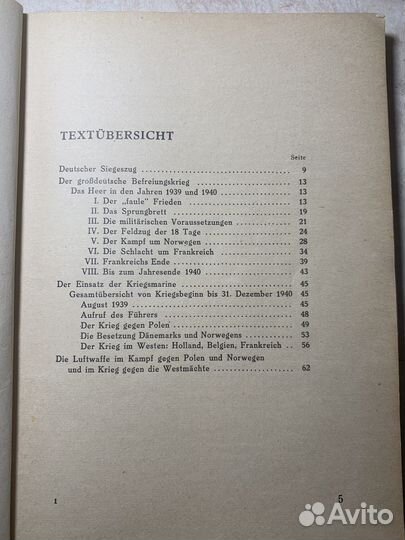 TEXTÜBERSICHT
Seite
Deutscher Siegeszug 9
Der großdeutsche Befreiungskrieg 13
Das Heer in den Jahren 1939 und 1940 13
I. Der „faule" Frieden 13
II. Das Sprungbrett 19
III. Die militärischen Voraussetzungen 21
IV. Der Feldzug der 18 Tage 24
V. Der Kampf um Norwegen 28
VI. Die Schlacht um Frankreich 34
VII. Frankreichs Ende 39
VIII. Bis zum Jahresende 1940 43
Der Einsatz der Kriegsmarine 45
Gesamtübersicht von Kriegsbeginn bis 31. Dezember 1940 45
August 1939 45
Aufruf des Führers 48
Der Krieg gegen Polen 49
Die Besetzung Dänemarks und Norwegens 53
Der Krieg im Westen: Holland, Belgien, Frankreich 56
Die Luftwaffe im Kampf gegen Polen und Norwegen
und im Krieg gegen die Westmächte 62
1 5
Avito